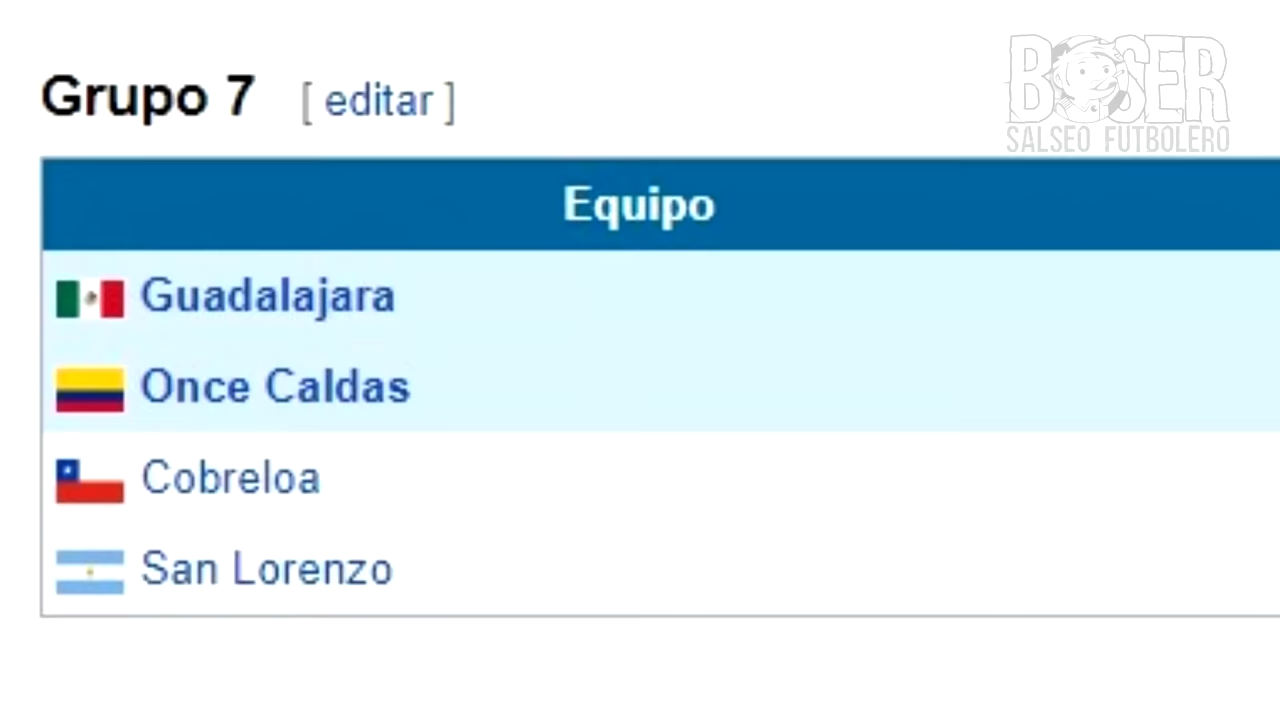 BOSER
SALSEO FUTBOLERO
Grupo 7 [ editar ]
Equipo
Guadalajara
Once Caldas
Cobreloa
San Lorenzo